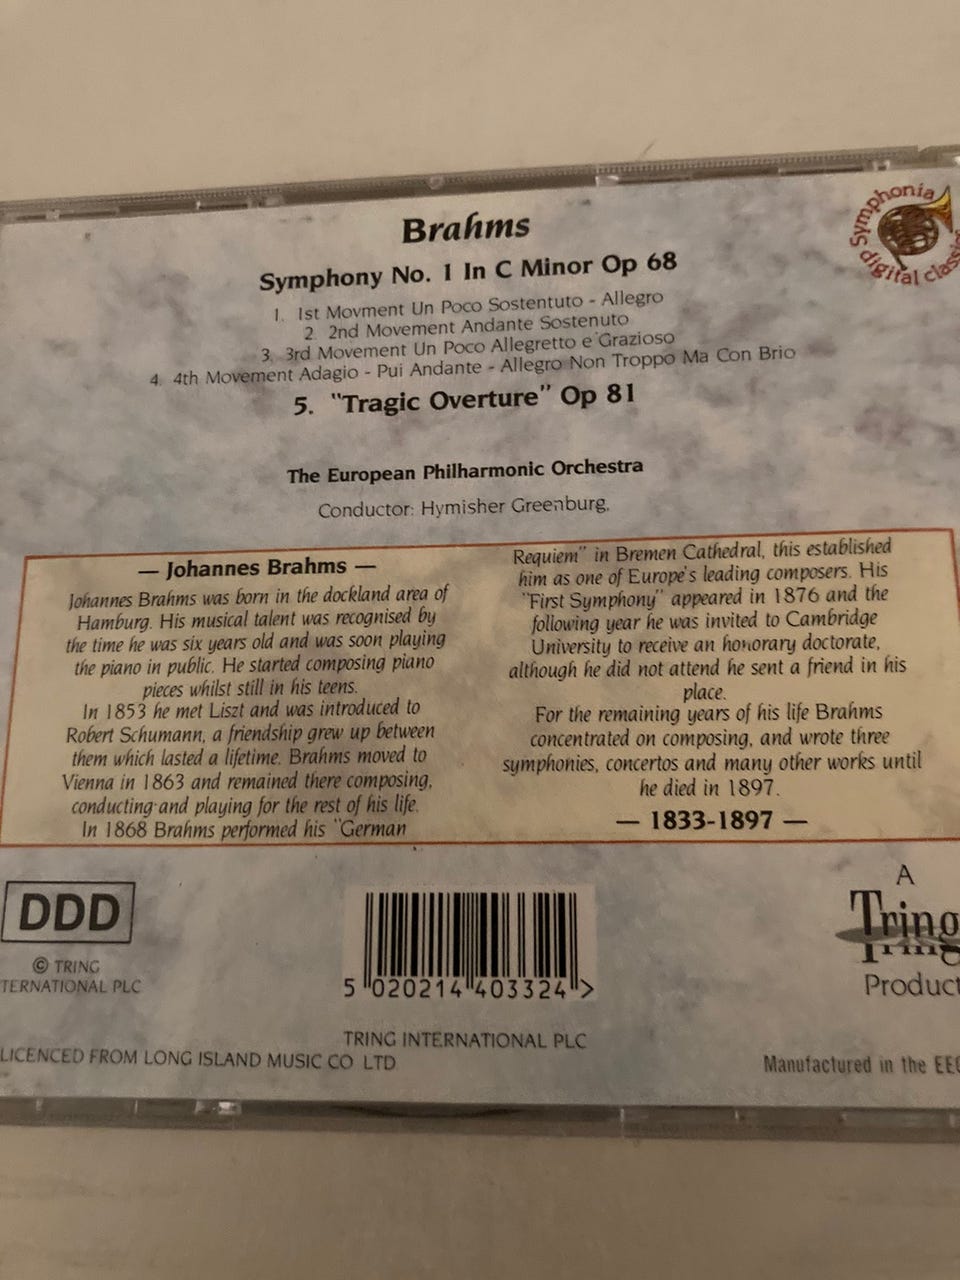 Brahms
Symphony No. 1 In C Minor Op 68
1. 1st Movment Un Poco Sostentuto - Allegro
2. 2nd Movement Andante Sostenuto
3. 3rd Movement Un Poco Allegretto e Grazioso
4. 4th Movement Adagio - Pui Andante - Allegro Non Troppo Ma Con Brio
5. "Tragic Overture" Op 81
Symphonia
digital classi
The European Philharmonic Orchestra
Conductor: Hymisher Greenburg.
— Johannes Brahms —
Johannes Brahms was born in the dockland area of
Hamburg. His musical talent was recognised by
the time he was six years old and was soon playing
the piano in public. He started composing piano
pieces whilst still in his teens.
In 1853 he met Liszt and was introduced to
Robert Schumann, a friendship grew up between
them which lasted a lifetime. Brahms moved to
Vienna in 1863 and remained there composing,
conducting and playing for the rest of his life.
In 1868 Brahms performed his "German
Requiem" in Bremen Cathedral, this established
him as one of Europe's leading composers. His
"First Symphony" appeared in 1876 and the
following year he was invited to Cambridge
University to receive an honorary doctorate,
although he did not attend he sent a friend in his
place.
For the remaining years of his life Brahms
concentrated on composing, and wrote three
symphonies, concertos and many other works until
he died in 1897.
— 1833-1897 —
DDD
© TRING
TERNATIONAL PLC
5 020214 403324 >
TRING INTERNATIONAL PLC
LICENCED FROM LONG ISLAND MUSIC CO LTD
A
Tring
Product
Manufactured in the EEC